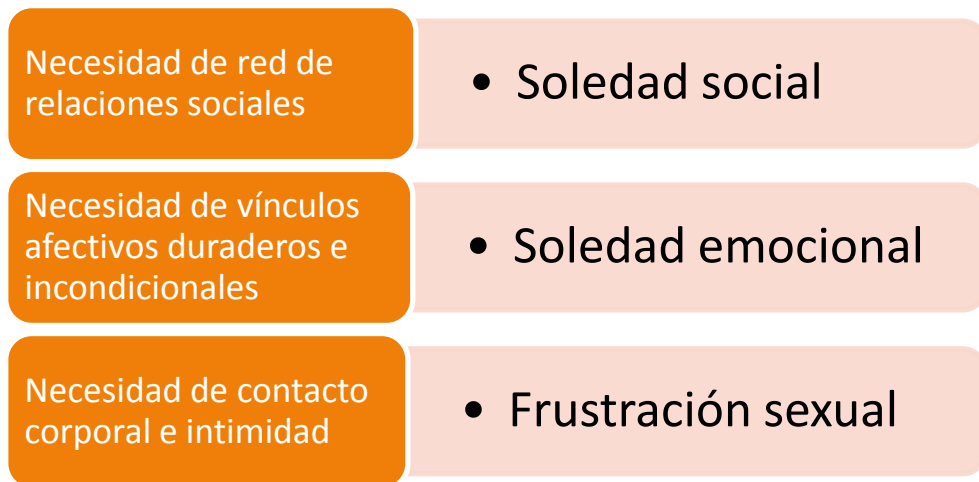 Necesidad de red de
relaciones sociales
• Soledad social
Necesidad de vínculos
afectivos duraderos e
incondicionales
• Soledad emocional
Necesidad de contacto
corporal e intimidad
• Frustración sexual